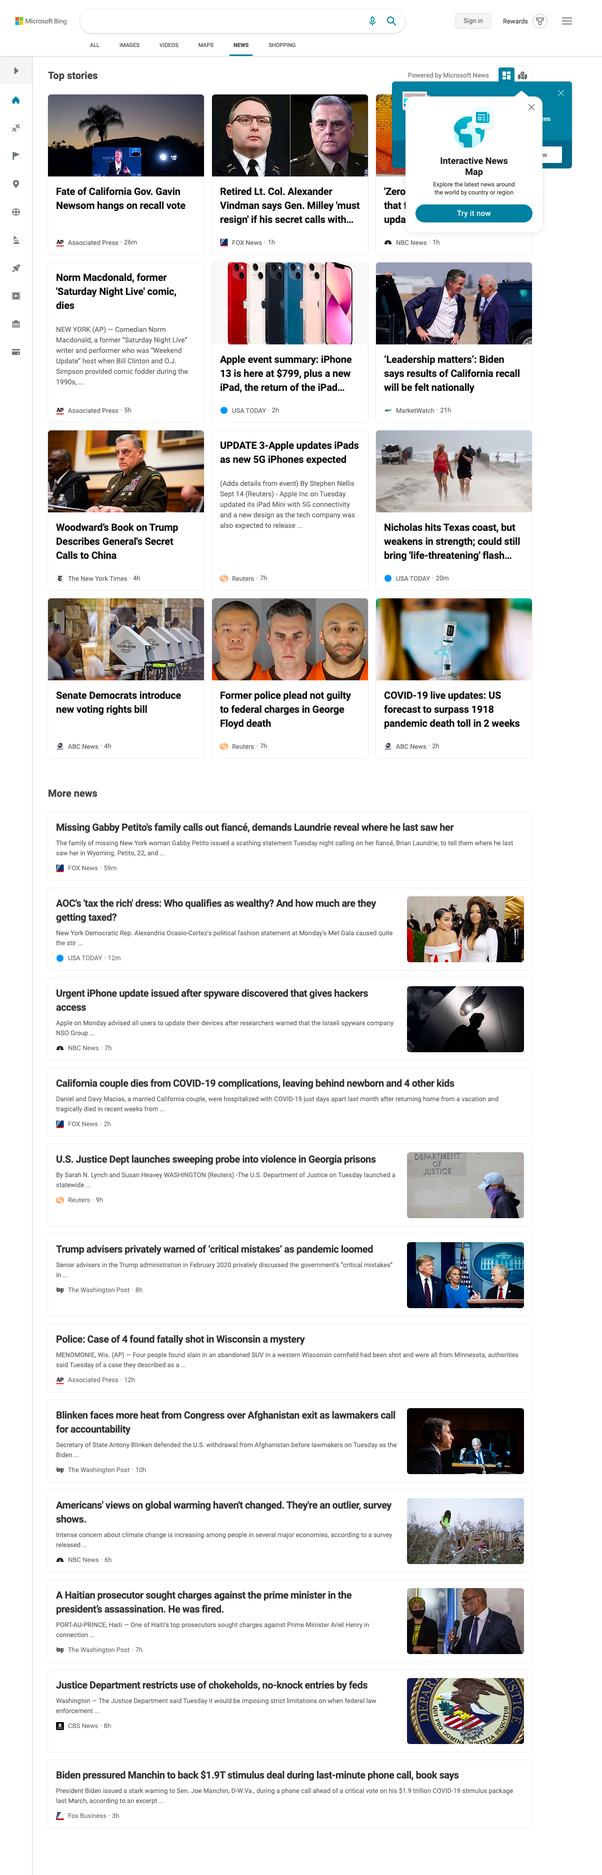 Microsoft Bing
Sign in
Rewards
ALL
IMAGES
VIDEOS
MAPS
NEWS
SHOPPING
Top stories
Powered by Microsoft News
Interactive News
Map
Explore the latest news around
the world by country or region
Try it now
Fate of California Gov. Gavin
Newsom hangs on recall vote
AP Associated Press · 26m
Retired Lt. Col. Alexander
Vindman says Gen. Milley 'must
resign' if his secret calls with...
FOX News · 1h
'Zero
that f
upda
NBC News · 1h
Norm Macdonald, former
'Saturday Night Live' comic,
dies
NEW YORK (AP) — Comedian Norm
Macdonald, a former “Saturday Night Live”
writer and performer who was “Weekend
Update” host when Bill Clinton and O.J.
Simpson provided comic fodder during the
1990s, ...
AP Associated Press · 5h
Apple event summary: iPhone
13 is here at $799, plus a new
iPad, the return of the iPad...
USA TODAY · 2h
‘Leadership matters’: Biden
says results of California recall
will be felt nationally
MarketWatch · 21h
Woodward’s Book on Trump
Describes General's Secret
Calls to China
The New York Times · 4h
UPDATE 3-Apple updates iPads
as new 5G iPhones expected
(Adds details from event) By Stephen Nellis
Sept 14 (Reuters) - Apple Inc on Tuesday
updated its iPad Mini with 5G connectivity
and a new design as the tech company was
also expected to release ...
Reuters · 7h
Nicholas hits Texas coast, but
weakens in strength; could still
bring 'life-threatening' flash...
USA TODAY · 20m
Senate Democrats introduce
new voting rights bill
ABC News · 4h
Former police plead not guilty
to federal charges in George
Floyd death
Reuters · 7h
COVID-19 live updates: US
forecast to surpass 1918
pandemic death toll in 2 weeks
ABC News · 2h
More news
Missing Gabby Petito's family calls out fiancé, demands Laundrie reveal where he last saw her
The family of missing New York woman Gabby Petito issued a scathing statement Tuesday night calling on her fiancé, Brian Laundrie, to tell them where he last
saw her in Wyoming. Petito, 22, and ...
FOX News · 59m
AOC's 'tax the rich' dress: Who qualifies as wealthy? And how much are they
getting taxed?
New York Democratic Rep. Alexandria Ocasio-Cortez's political fashion statement at Monday's Met Gala caused quite
the stir ...
USA TODAY · 12m
Urgent iPhone update issued after spyware discovered that gives hackers
access
Apple on Monday advised all users to update their devices after researchers warned that the Israeli spyware company
NSO Group ...
NBC News · 7h
California couple dies from COVID-19 complications, leaving behind newborn and 4 other kids
Daniel and Davy Macias, a married California couple, were hospitalized with COVID-19 just days apart last month after returning home from a vacation and
tragically died in recent weeks from ...
FOX News · 2h
U.S. Justice Dept launches sweeping probe into violence in Georgia prisons
By Sarah N. Lynch and Susan Heavey WASHINGTON (Reuters) -The U.S. Department of Justice on Tuesday launched a
statewide ...
Reuters · 9h
DEPARTMENT
OF
JUSTICE
Trump advisers privately warned of ‘critical mistakes’ as pandemic loomed
Senior advisers in the Trump administration in February 2020 privately discussed the government's “critical mistakes”
in ...
wp The Washington Post · 8h
Police: Case of 4 found fatally shot in Wisconsin a mystery
MENOMONIE, Wis. (AP) — Four people found slain in an abandoned SUV in a western Wisconsin cornfield had been shot and were all from Minnesota, authorities
said Tuesday of a case they described as a ...
AP Associated Press · 12h
Blinken faces more heat from Congress over Afghanistan exit as lawmakers call
for accountability
Secretary of State Antony Blinken defended the U.S. withdrawal from Afghanistan before lawmakers on Tuesday as the
Biden ...
wp The Washington Post · 10h
Americans' views on global warming haven't changed. They're an outlier, survey
shows.
Intense concern about climate change is increasing among people in several major economies, according to a survey
released ...
NBC News · 6h
A Haitian prosecutor sought charges against the prime minister in the
president’s assassination. He was fired.
PORT-AU-PRINCE, Haiti — One of Haiti's top prosecutors sought charges against Prime Minister Ariel Henry in
connection ...
wp The Washington Post · 7h
Justice Department restricts use of chokeholds, no-knock entries by feds
Washington — The Justice Department said Tuesday it would be imposing strict limitations on when federal law
enforcement ...
CBS News · 8h
Biden pressured Manchin to back $1.9T stimulus deal during last-minute phone call, book says
President Biden issued a stark warning to Sen. Joe Manchin, D-W.Va., during a phone call ahead of a critical vote on his $1.9 trillion COVID-19 stimulus package
last March, according to an excerpt ...
Fox Business · 3h